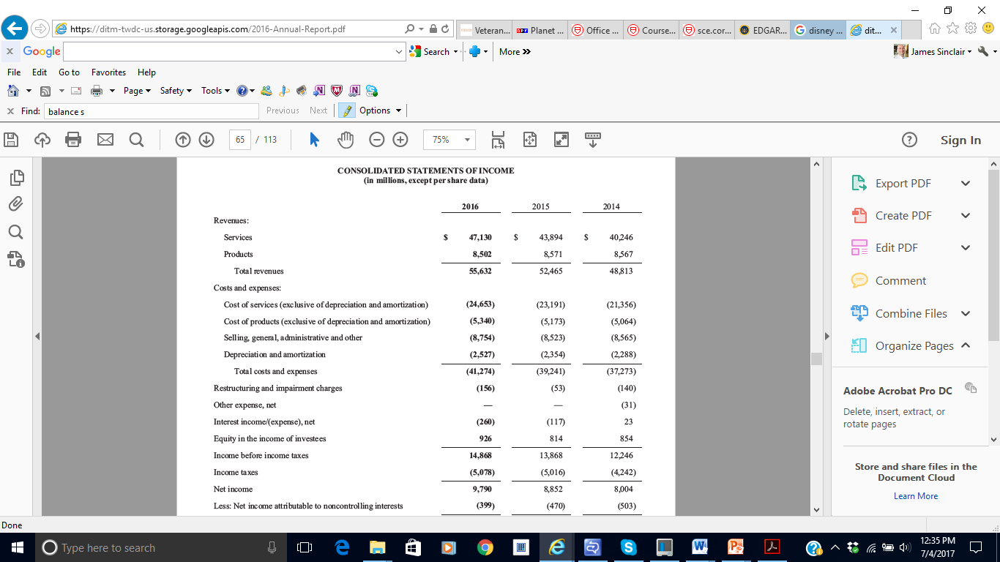 https://ditm-twdc-us.storage.googleapis.com/2016-Annual-Report.pdf
Veteran... Planet ... Office ... Course... sce.cor... EDGAR... disney ... dit...
x Google Search More »
James Sinclair
File Edit Go to Favorites Help
Page Safety Tools
x Find: balance s Previous Next Options
65 / 113 75% Sign In
CONSOLIDATED STATEMENTS OF INCOME
(in millions, except per share data)
2016 2015 2014
Revenues:
Services $ 47,130 $ 43,894 $ 40,246
Products 8,502 8,571 8,567
Total revenues 55,632 52,465 48,813
Costs and expenses:
Cost of services (exclusive of depreciation and amortization) (24,653) (23,191) (21,356)
Cost of products (exclusive of depreciation and amortization) (5,340) (5,173) (5,064)
Selling, general, administrative and other (8,754) (8,523) (8,565)
Depreciation and amortization (2,527) (2,354) (2,288)
Total costs and expenses (41,274) (39,241) (37,273)
Restructuring and impairment charges (156) (53) (140)
Other expense, net — — (31)
Interest income/(expense), net (260) (117) 23
Equity in the income of investees 926 814 854
Income before income taxes 14,868 13,868 12,246
Income taxes (5,078) (5,016) (4,242)
Net income 9,790 8,852 8,004
Less: Net income attributable to noncontrolling interests (399) (470) (503)
Export PDF
Create PDF
Edit PDF
Comment
Combine Files
Organize Pages
Adobe Acrobat Pro DC
Delete, insert, extract, or
rotate pages
Store and share files in the
Document Cloud
Learn More
Done
Type here to search
12:35 PM
7/4/2017